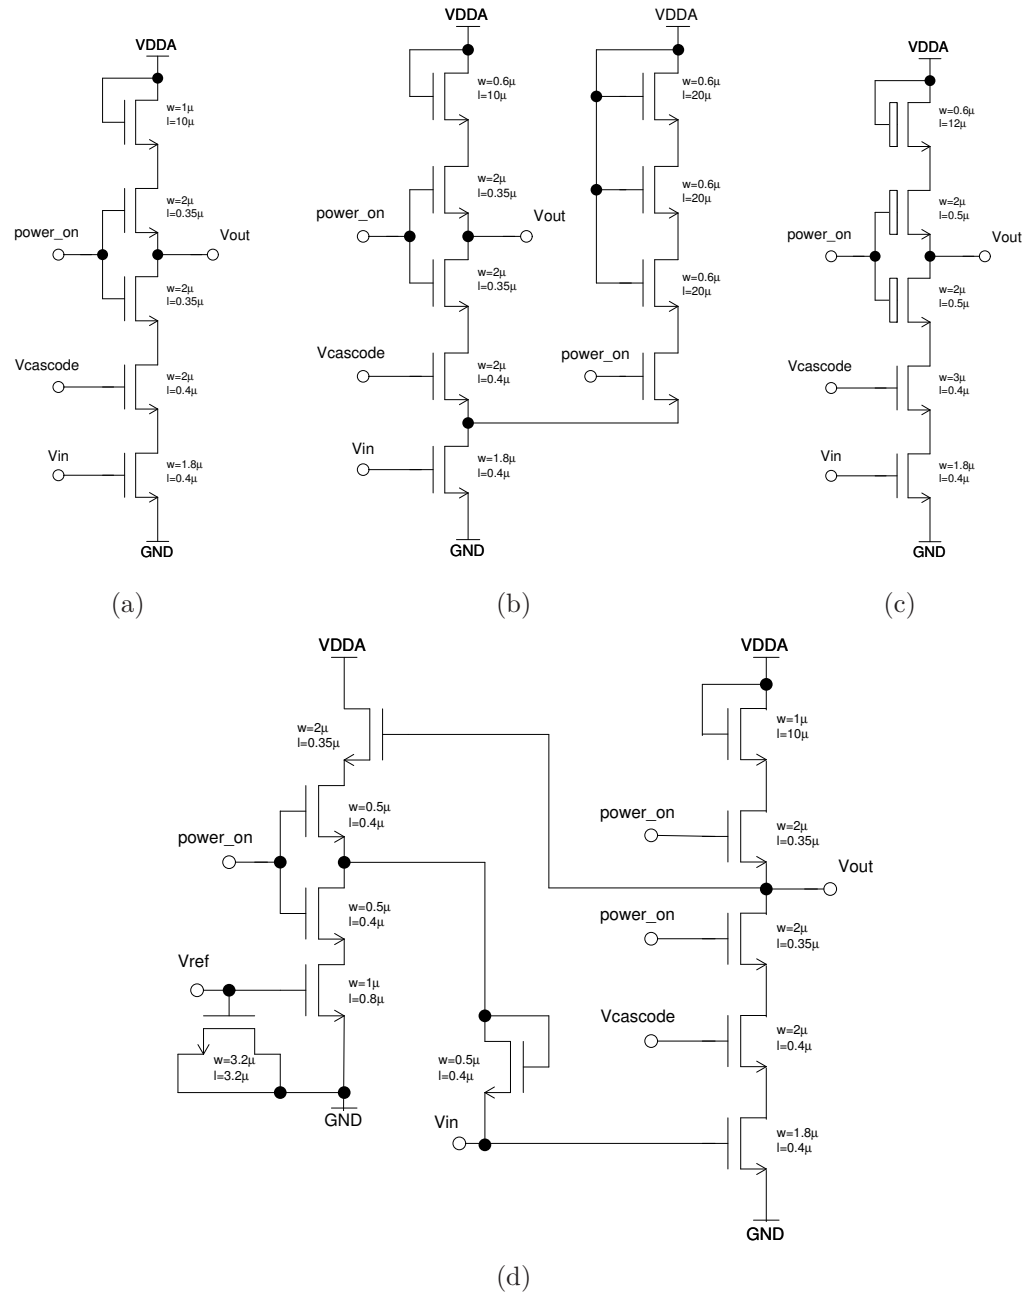 VDDA
w=1µ
l=10µ
w=2µ
l=0.35µ
power_on
Vout
w=2µ
l=0.35µ
Vcascode
w=2µ
l=0.4µ
Vin
w=1.8µ
l=0.4µ
GND
(a)
VDDA
w=0.6µ
l=10µ
w=2µ
l=0.35µ
power_on
Vout
w=2µ
l=0.35µ
Vcascode
w=2µ
l=0.4µ
Vin
w=1.8µ
l=0.4µ
GND
VDDA
w=0.6µ
l=20µ
w=0.6µ
l=20µ
w=0.6µ
l=20µ
power_on
(b)
VDDA
w=0.6µ
l=12µ
w=2µ
l=0.5µ
power_on
Vout
w=2µ
l=0.5µ
Vcascode
w=3µ
l=0.4µ
Vin
w=1.8µ
l=0.4µ
GND
(c)
VDDA
w=2µ
l=0.35µ
w=0.5µ
l=0.4µ
power_on
w=0.5µ
l=0.4µ
Vref
w=1µ
l=0.8µ
w=3.2µ
l=3.2µ
GND
w=0.5µ
l=0.4µ
Vin
VDDA
w=1µ
l=10µ
power_on
w=2µ
l=0.35µ
Vout
power_on
w=2µ
l=0.35µ
Vcascode
w=2µ
l=0.4µ
w=1.8µ
l=0.4µ
GND
(d)